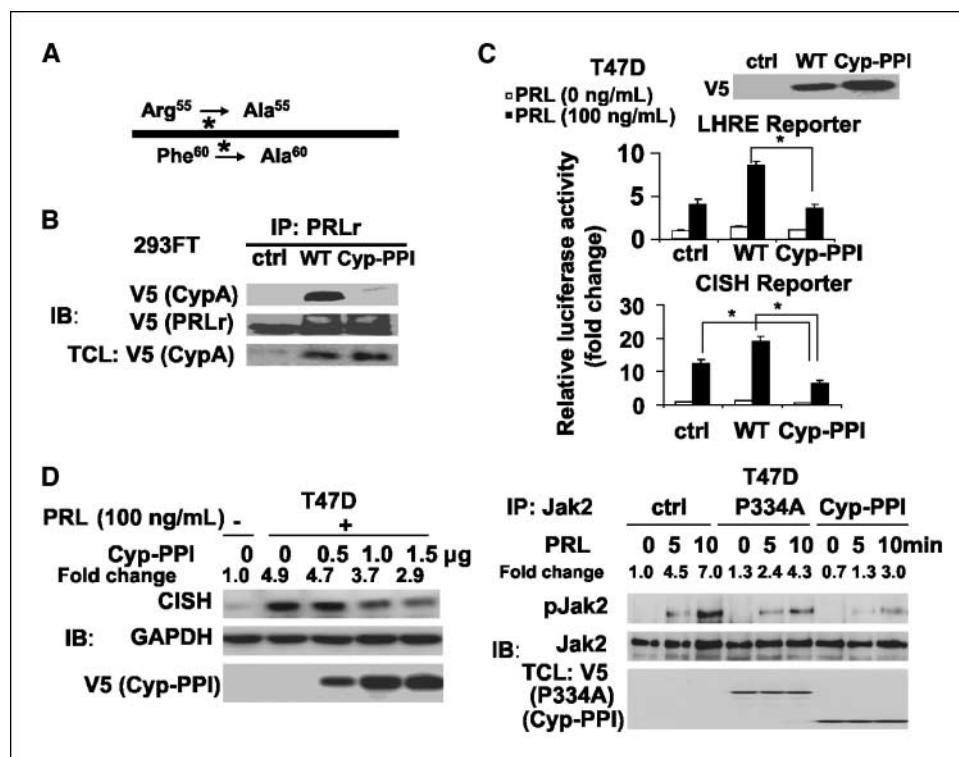 A
Arg55 → Ala55
*
*
Phe60 → Ala60
B
IP: PRLr
293FT
ctrl WT Cyp-PPI
V5 (CypA)
IB: V5 (PRLr)
TCL: V5 (CypA)
C
T47D
□PRL (0 ng/mL)
■PRL (100 ng/mL)
ctrl WT Cyp-PPI
V5
LHRE Reporter
Relative luciferase activity
(fold change)
10
5
0
*
ctrl WT Cyp-PPI
CISH Reporter
30
20
10
0
* *
ctrl WT Cyp-PPI
D
T47D
PRL (100 ng/mL) - +
Cyp-PPI 0 0 0.5 1.0 1.5 µg
Fold change 1.0 4.9 4.7 3.7 2.9
CISH
IB: GAPDH
V5 (Cyp-PPI)
T47D
IP: Jak2 ctrl P334A Cyp-PPI
PRL 0 5 10 0 5 10 0 5 10min
Fold change 1.0 4.5 7.0 1.3 2.4 4.3 0.7 1.3 3.0
pJak2
IB: Jak2
TCL: V5
(P334A)
(Cyp-PPI)